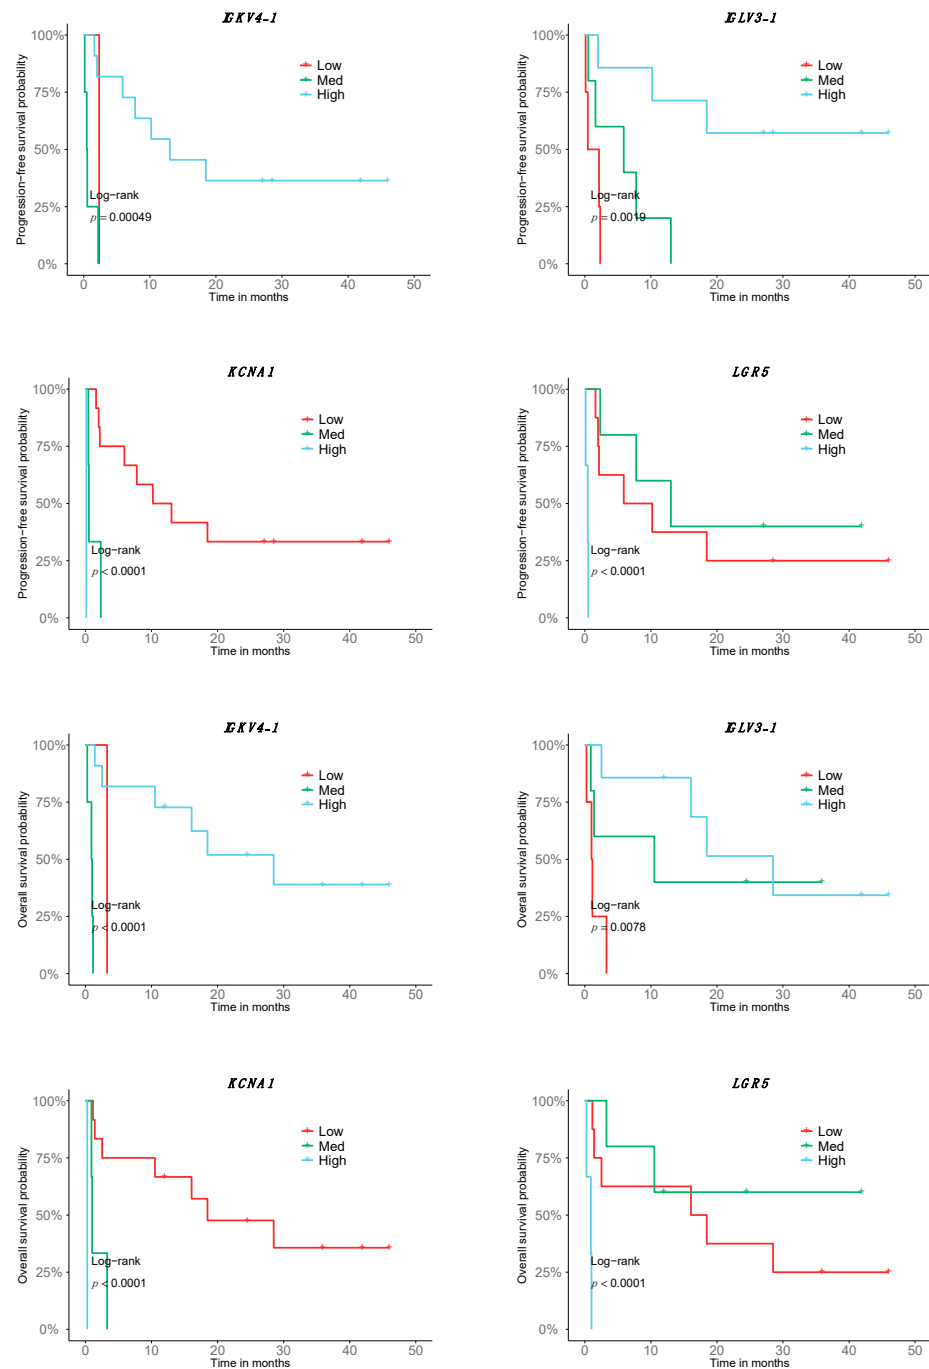 IGKV4-1
Progression-free survival probability
100%
75%
50%
25%
0%
Low
Med
High
Log-rank
p = 0.00049
0 10 20 30 40 50
Time in months
IGLV3-1
Progression-free survival probability
100%
75%
50%
25%
0%
Low
Med
High
Log-rank
p = 0.0019
0 10 20 30 40 50
Time in months
KCNA1
Progression-free survival probability
100%
75%
50%
25%
0%
Low
Med
High
Log-rank
p < 0.0001
0 10 20 30 40 50
Time in months
LGR5
Progression-free survival probability
100%
75%
50%
25%
0%
Low
Med
High
Log-rank
p < 0.0001
0 10 20 30 40 50
Time in months
IGKV4-1
Overall survival probability
100%
75%
50%
25%
0%
Low
Med
High
Log-rank
p < 0.0001
0 10 20 30 40 50
Time in months
IGLV3-1
Overall survival probability
100%
75%
50%
25%
0%
Low
Med
High
Log-rank
p = 0.0078
0 10 20 30 40 50
Time in months
KCNA1
Overall survival probability
100%
75%
50%
25%
0%
Low
Med
High
Log-rank
p < 0.0001
0 10 20 30 40 50
Time in months
LGR5
Overall survival probability
100%
75%
50%
25%
0%
Low
Med
High
Log-rank
p < 0.0001
0 10 20 30 40 50
Time in months